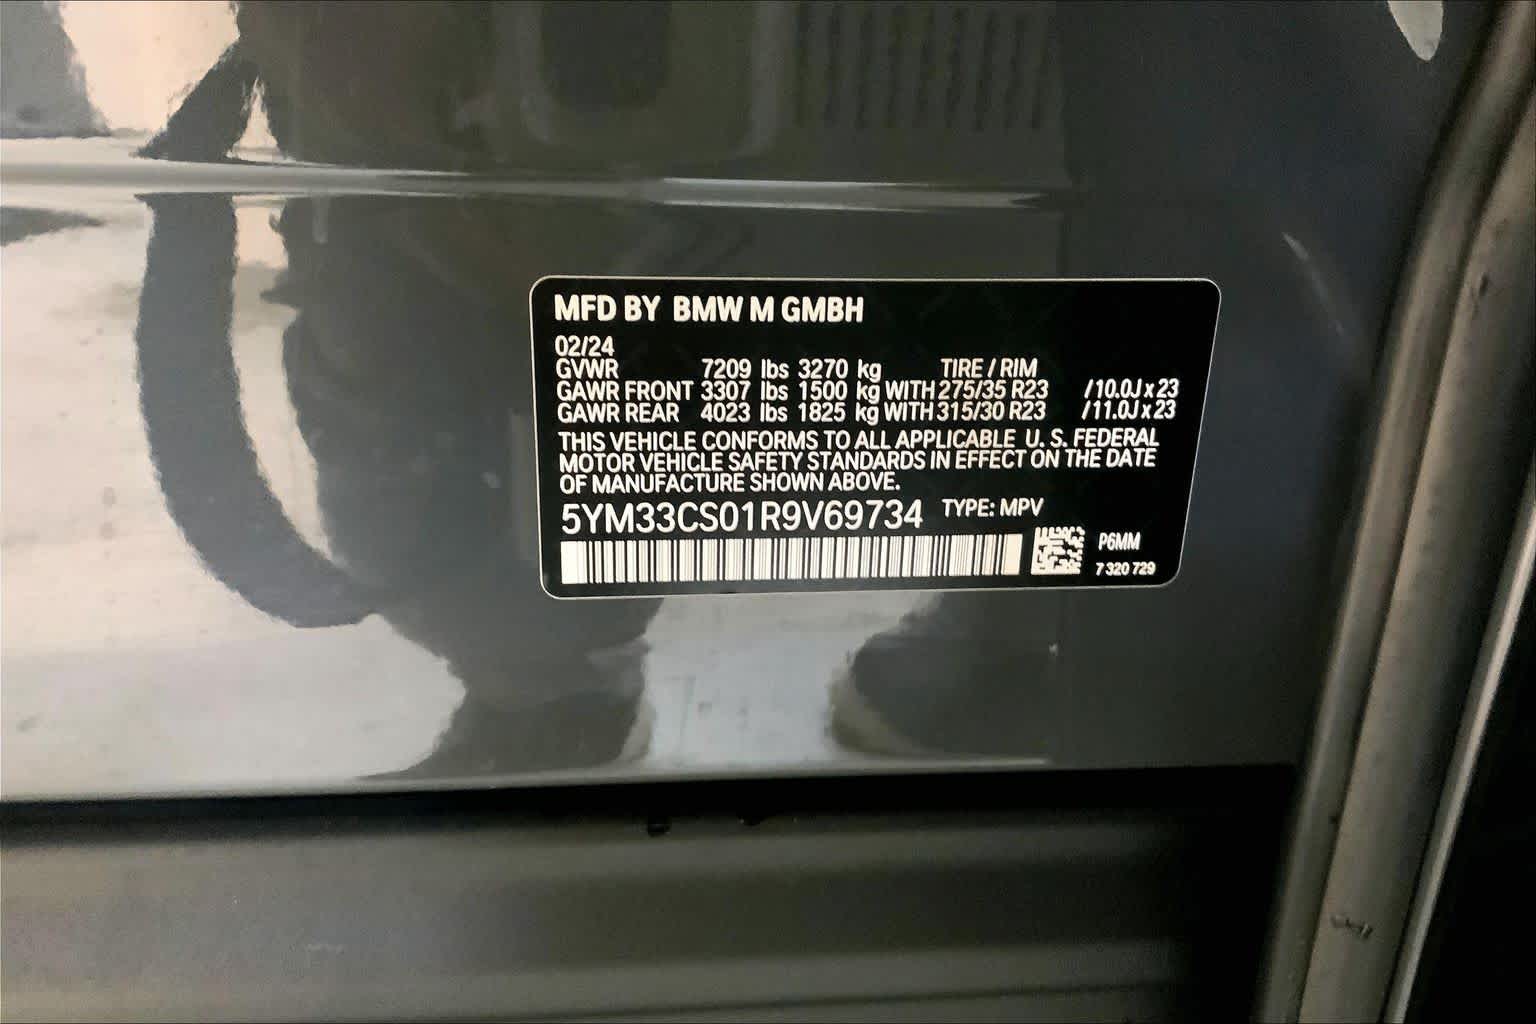 MFD BY BMW M GMBH
02/24
GVWR 7209 lbs 3270 kg TIRE / RIM
GAWR FRONT 3307 lbs 1500 kg WITH 275/35 R23 /10.0J x 23
GAWR REAR 4023 lbs 1825 kg WITH 315/30 R23 /11.0J x 23
THIS VEHICLE CONFORMS TO ALL APPLICABLE U. S. FEDERAL
MOTOR VEHICLE SAFETY STANDARDS IN EFFECT ON THE DATE
OF MANUFACTURE SHOWN ABOVE.
5YM33CS01R9V69734 TYPE: MPV
P6MM
7 320 729